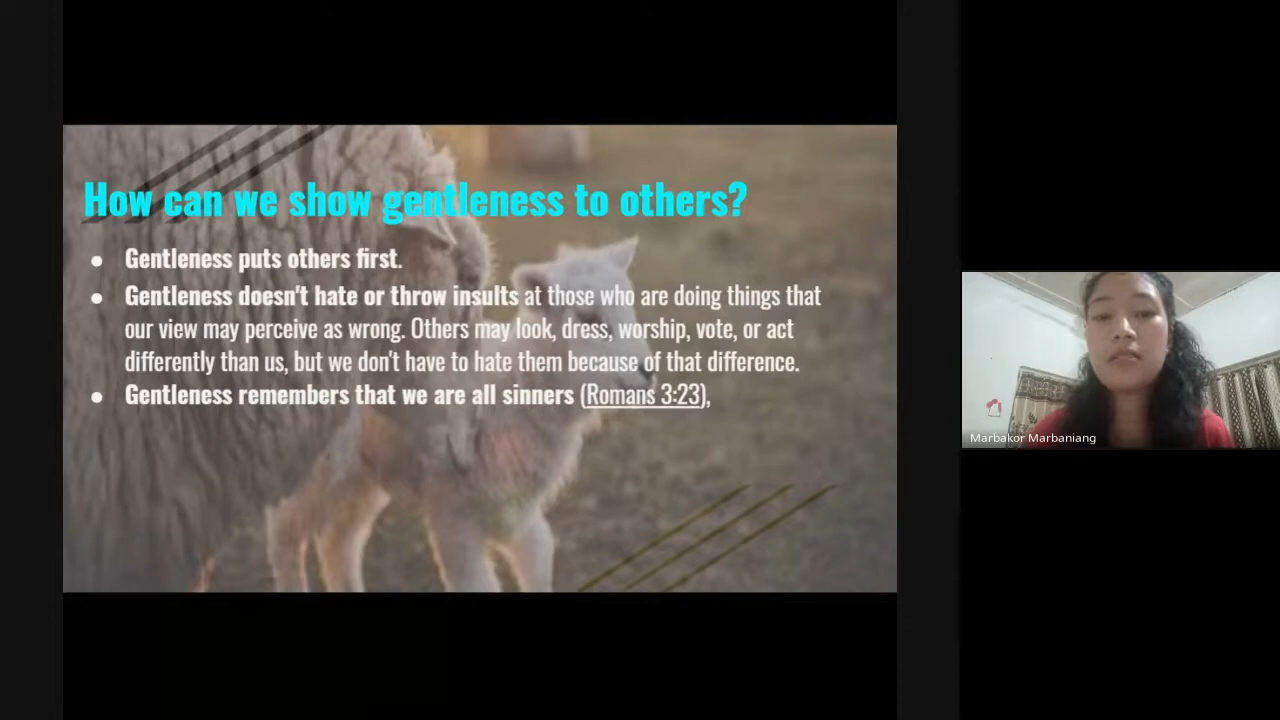 How can we show gentleness to others?
● Gentleness puts others first.
● Gentleness doesn't hate or throw insults at those who are doing things that
our view may perceive as wrong. Others may look, dress, worship, vote, or act
differently than us, but we don't have to hate them because of that difference.
● Gentleness remembers that we are all sinners (Romans 3:23),
Marbakor Marbaniang